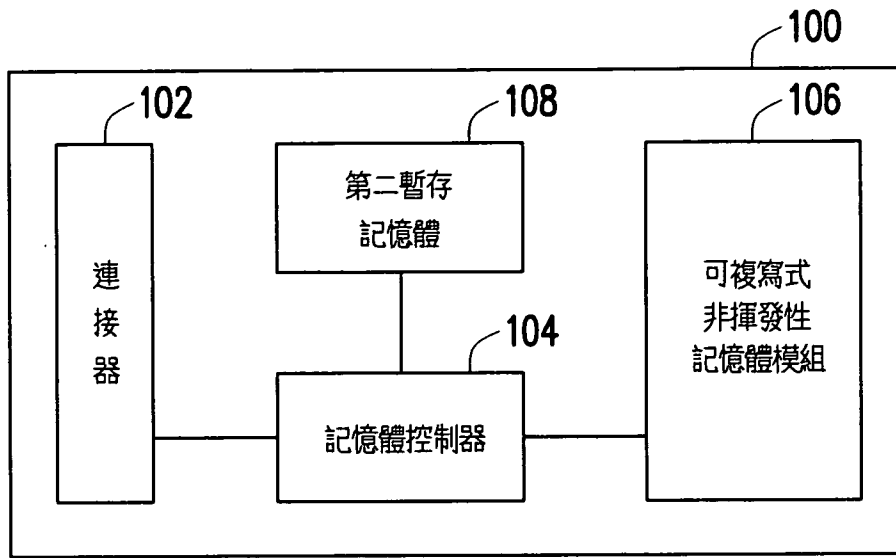 100
102
連
接
器
108
第二暫存
記憶體
104
記憶體控制器
106
可複寫式
非揮發性
記憶體模組